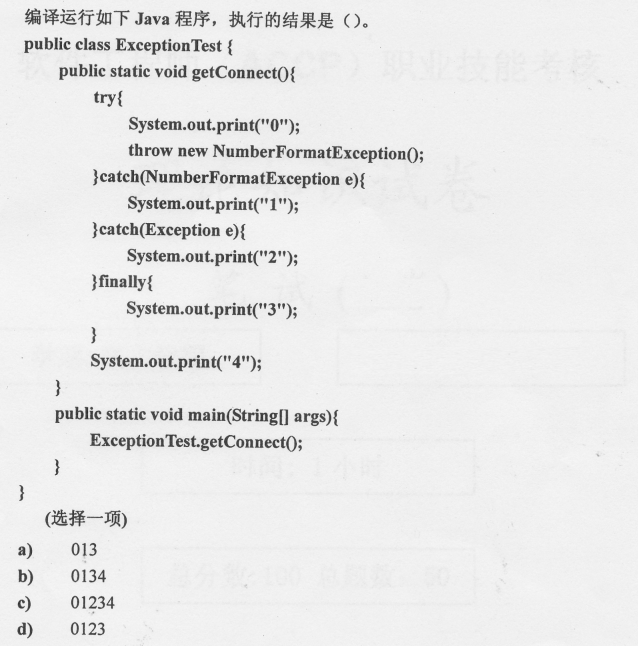 编译运行如下 Java 程序，执行的结果是（）。
public class ExceptionTest {
public static void getConnect(){
try{
System.out.print("0");
throw new NumberFormatException();
}catch(NumberFormatException e){
System.out.print("1");
}catch(Exception e){
System.out.print("2");
}finally{
System.out.print("3");
}
System.out.print("4");
}
public static void main(String[] args){
ExceptionTest.getConnect();
}
}
(选择一项)
a) 013
b) 0134
c) 01234
d) 0123